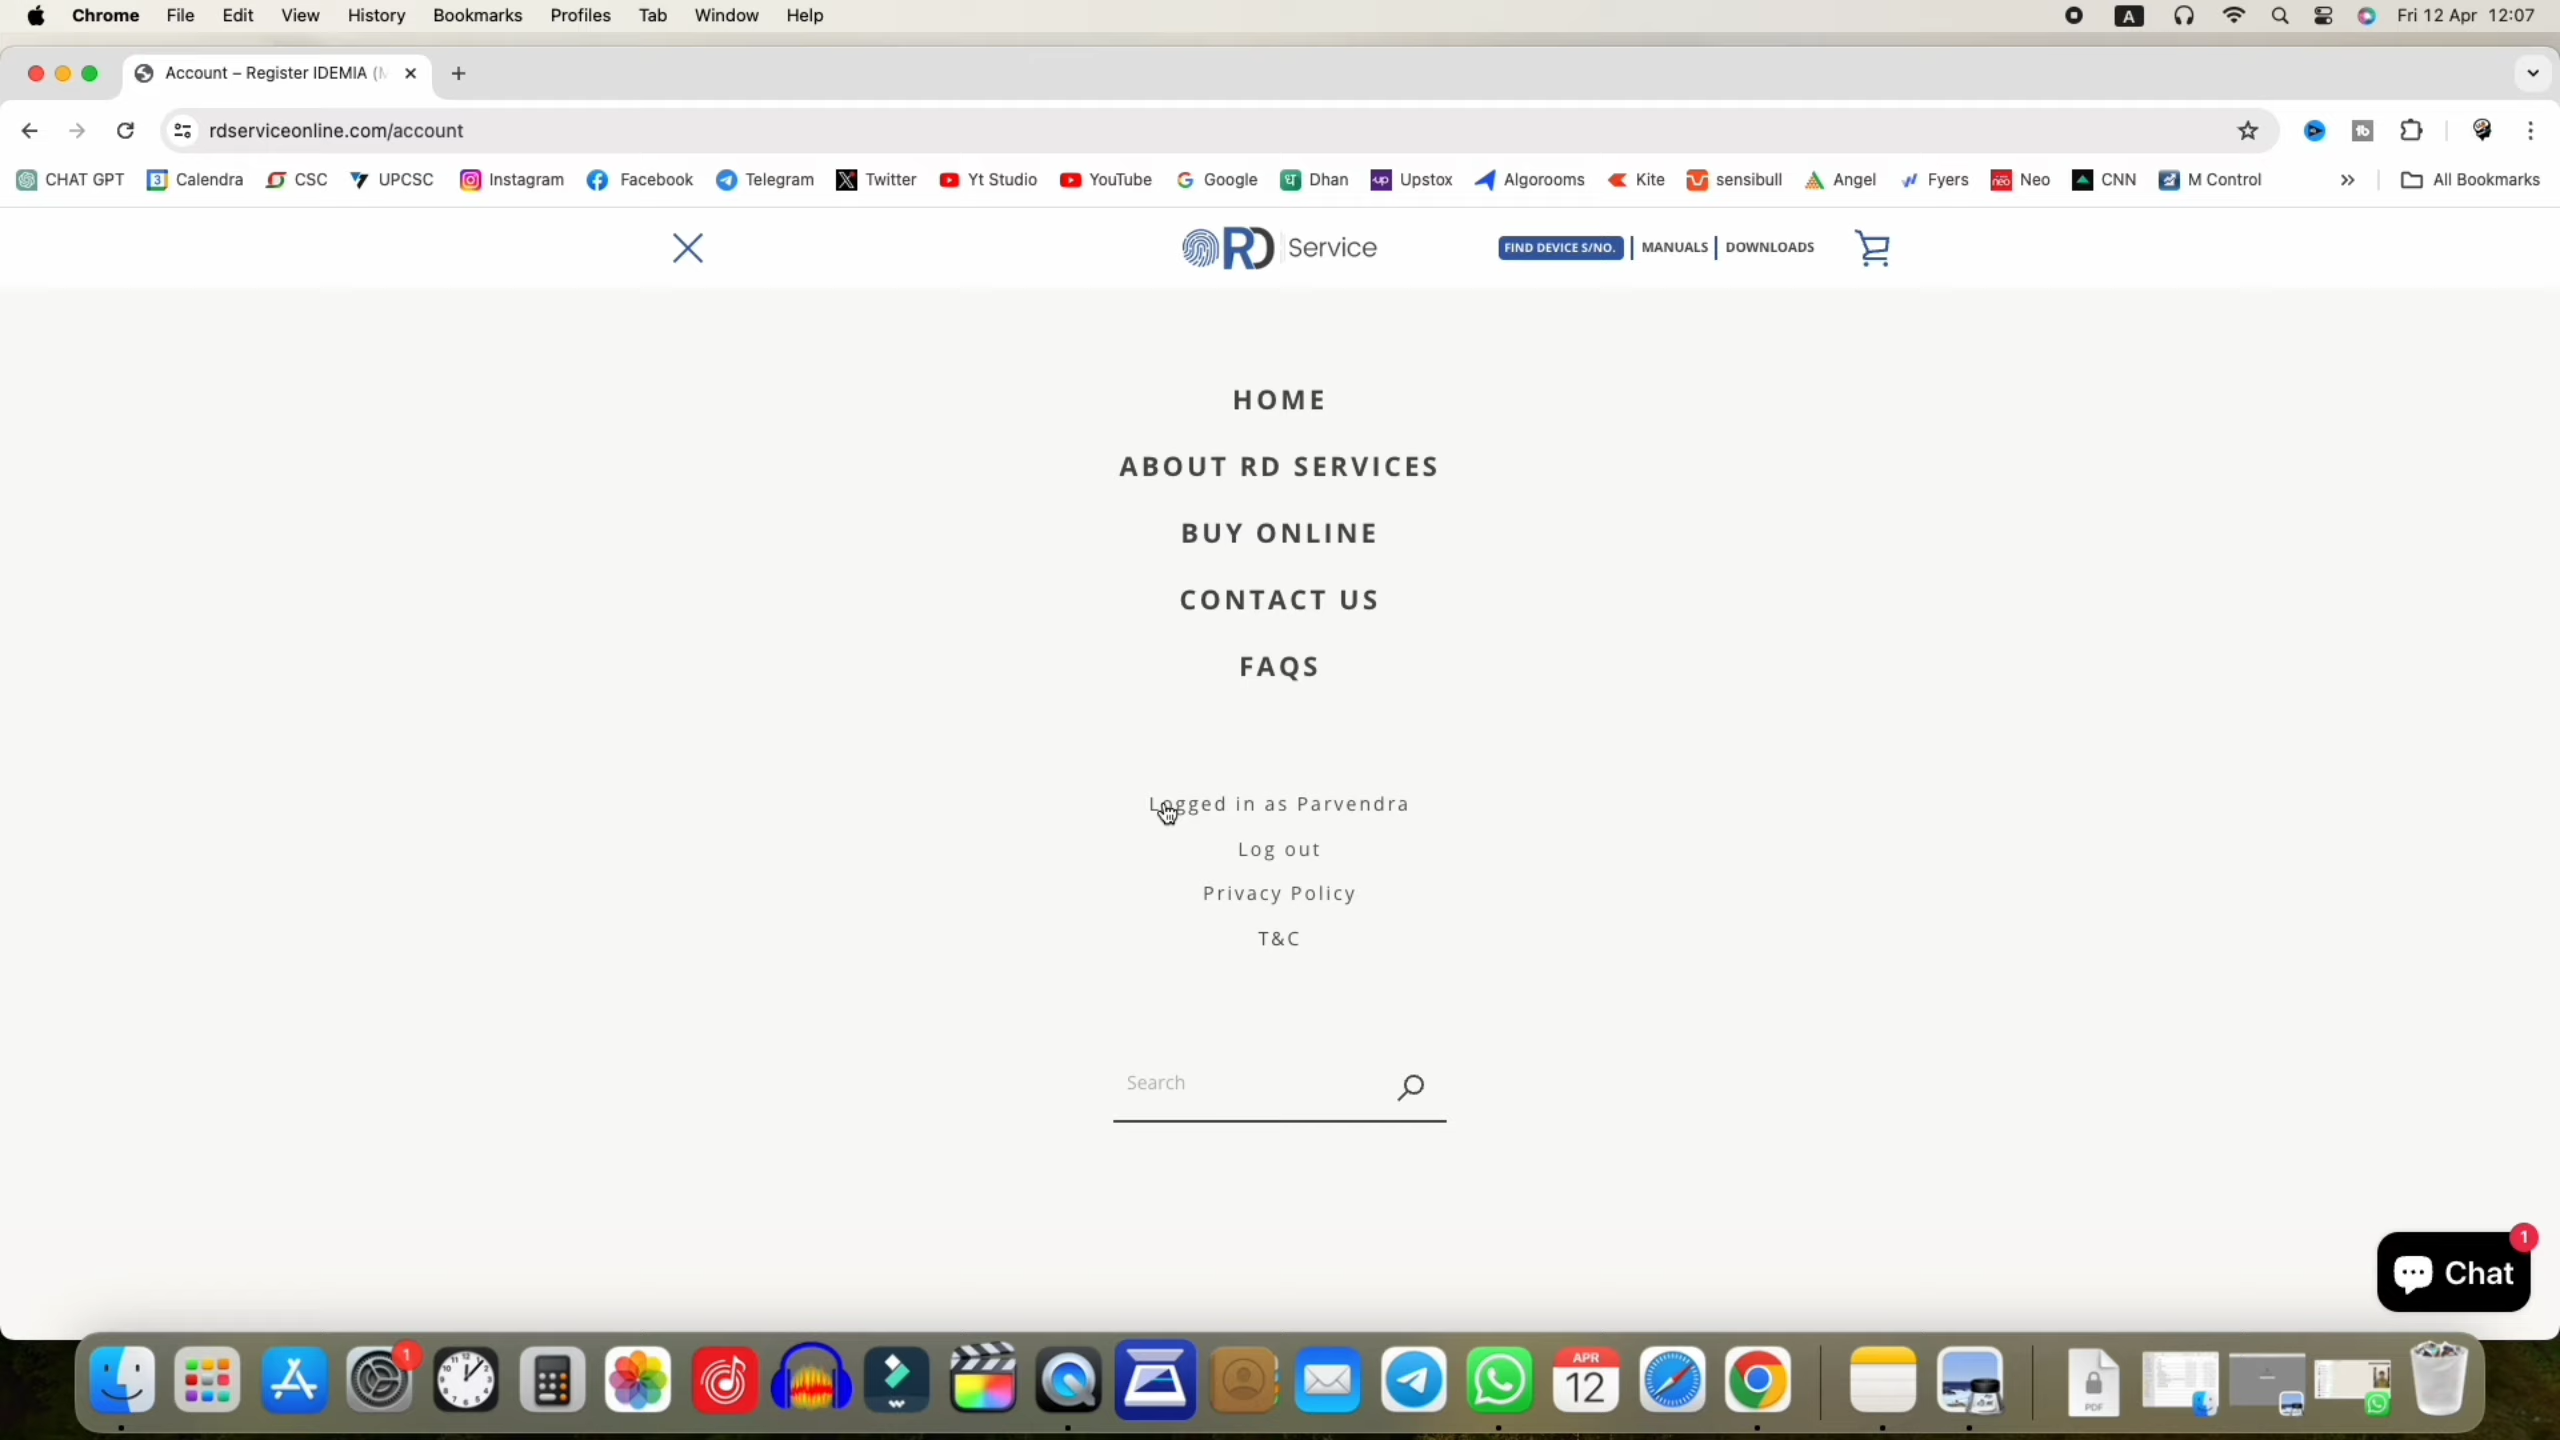 Chrome File Edit View History Bookmarks Profiles Tab Window Help A Fri 12 Apr 12:07
Account – Register IDEMIA (
rdserviceonline.com/account
CHAT GPT Calendra CSC UPCSC Instagram Facebook Telegram Twitter Yt Studio YouTube Google Dhan Upstox Algorooms Kite sensibull Angel Fyers Neo CNN M Control All Bookmarks
RD Service FIND DEVICE S/NO. MANUALS DOWNLOADS
HOME
ABOUT RD SERVICES
BUY ONLINE
CONTACT US
FAQS
Logged in as Parvendra
Log out
Privacy Policy
T&C
Search
1
Chat
1
APR
12
PDF